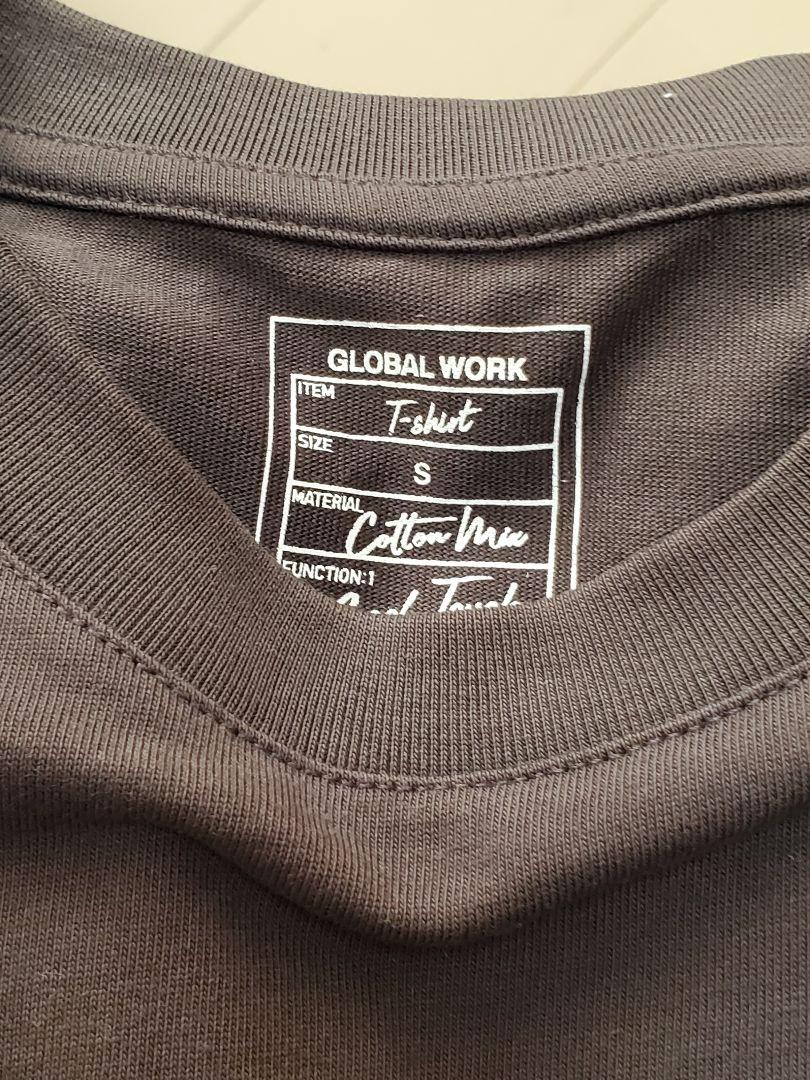 GLOBAL WORK
ITEM
T-shirt
SIZE
S
MATERIAL
Cotton Mix
FUNCTION:1